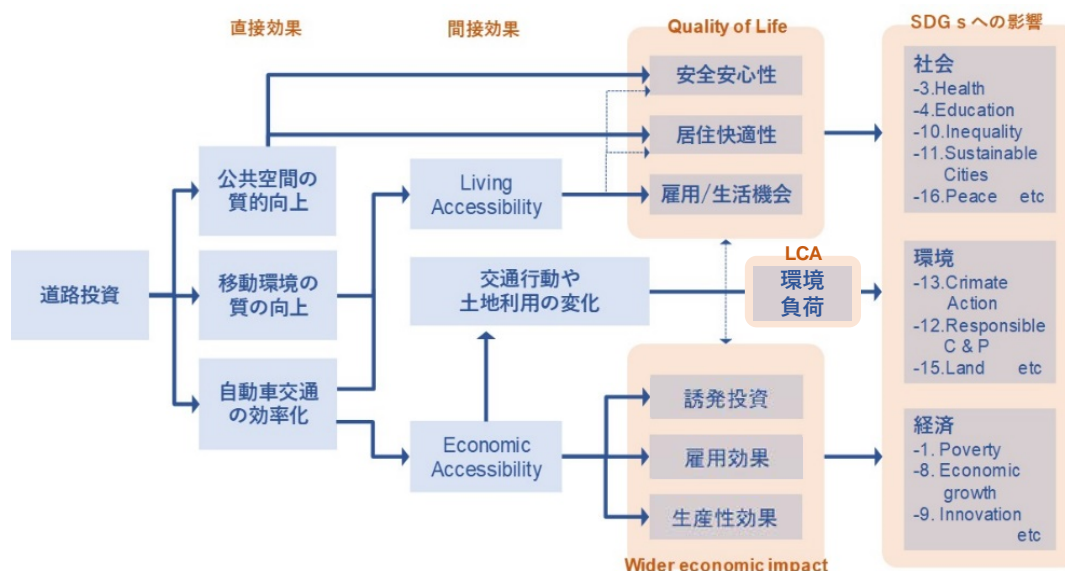 直接効果
間接効果
Quality of Life
SDGｓへの影響
安全安心性
居住快適性
雇用/生活機会
公共空間の
質的向上
Living
Accessibility
道路投資
移動環境の
質の向上
交通行動や
土地利用の変化
LCA
環境
負荷
自動車交通
の効率化
Economic
Accessibility
誘発投資
雇用効果
生産性効果
Wider economic impact
社会
-3.Health
-4.Education
-10.Inequality
-11.Sustainable
Cities
-16.Peace etc
環境
-13.Crimate
Action
-12.Responsible
C & P
-15.Land etc
経済
-1. Poverty
-8. Economic
growth
-9. Innovation
etc